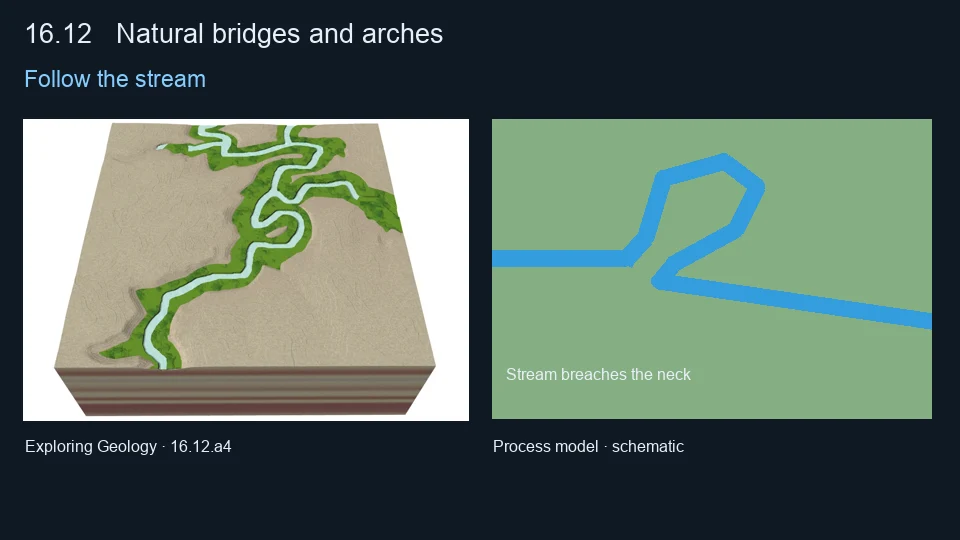 16.12 Natural bridges and arches
Follow the stream
Stream breaches the neck
Exploring Geology · 16.12.a4
Process model · schematic